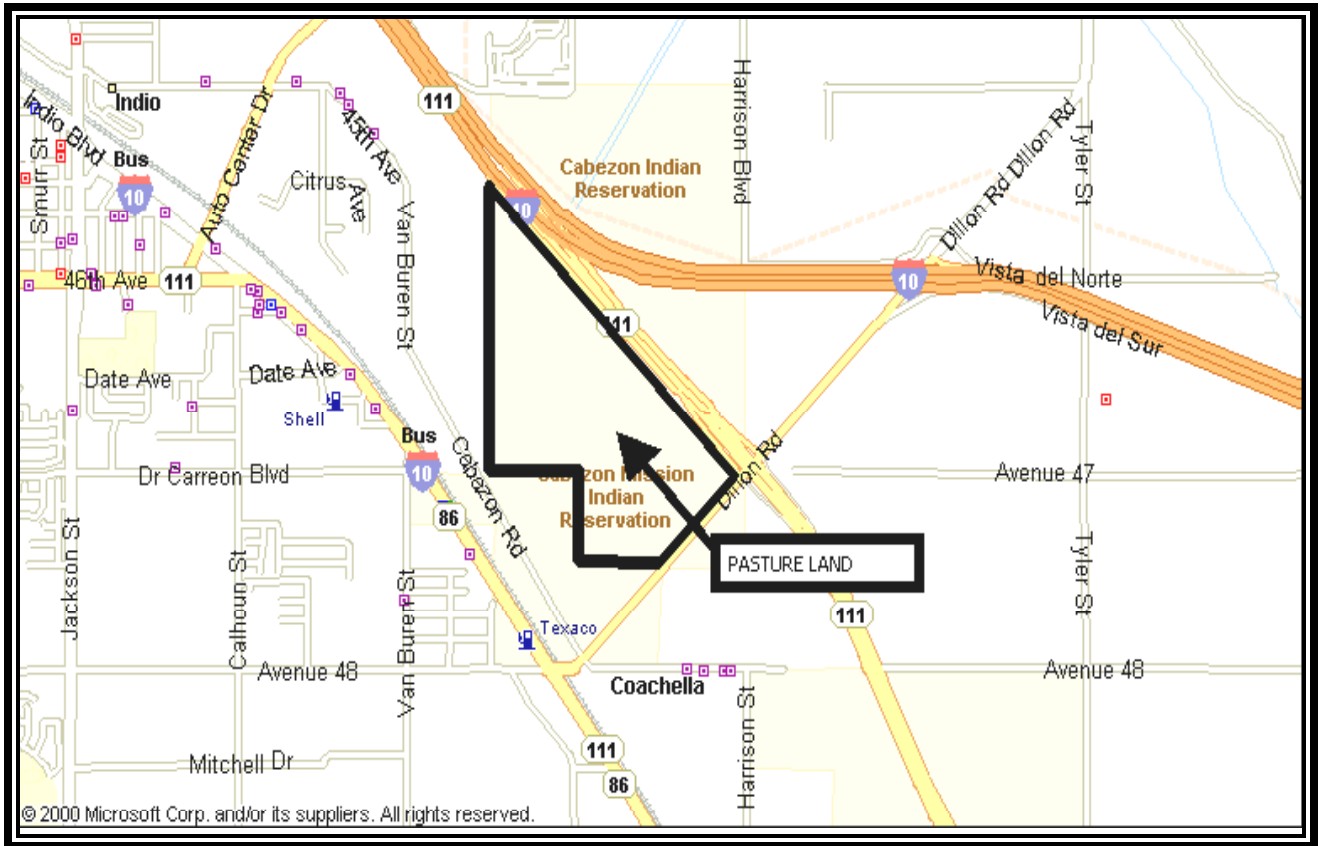 Indio
Indio Blvd
Smurr St
Bus
10
Auto Center Dr
45th Ave
Citrus Ave
111
Cabezon Indian
Reservation
Harrison Blvd
Dillon Rd
Dillon Rd
Tyler St
10
Van Buren St
46th Ave
111
10
Vista del Norte
Vista del Sur
111
Date Ave
Date Ave
Shell
Bus
10
Dr Carreon Blvd
86
Cabezon Rd
Mission
Indian
Reservation
Dillon Rd
Avenue 47
PASTURE LAND
Jackson St
Calhoun St
Van Buren St
Texaco
111
Tyler St
Avenue 48
Coachella
Avenue 48
Harrison St
Mitchell Dr
111
86
© 2000 Microsoft Corp. and/or its suppliers. All rights reserved.